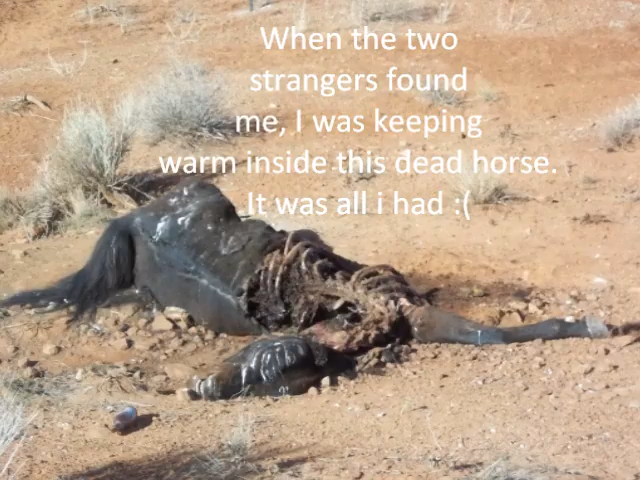 When the two
strangers found
me, I was keeping
warm inside this dead horse.
It was all i had :(